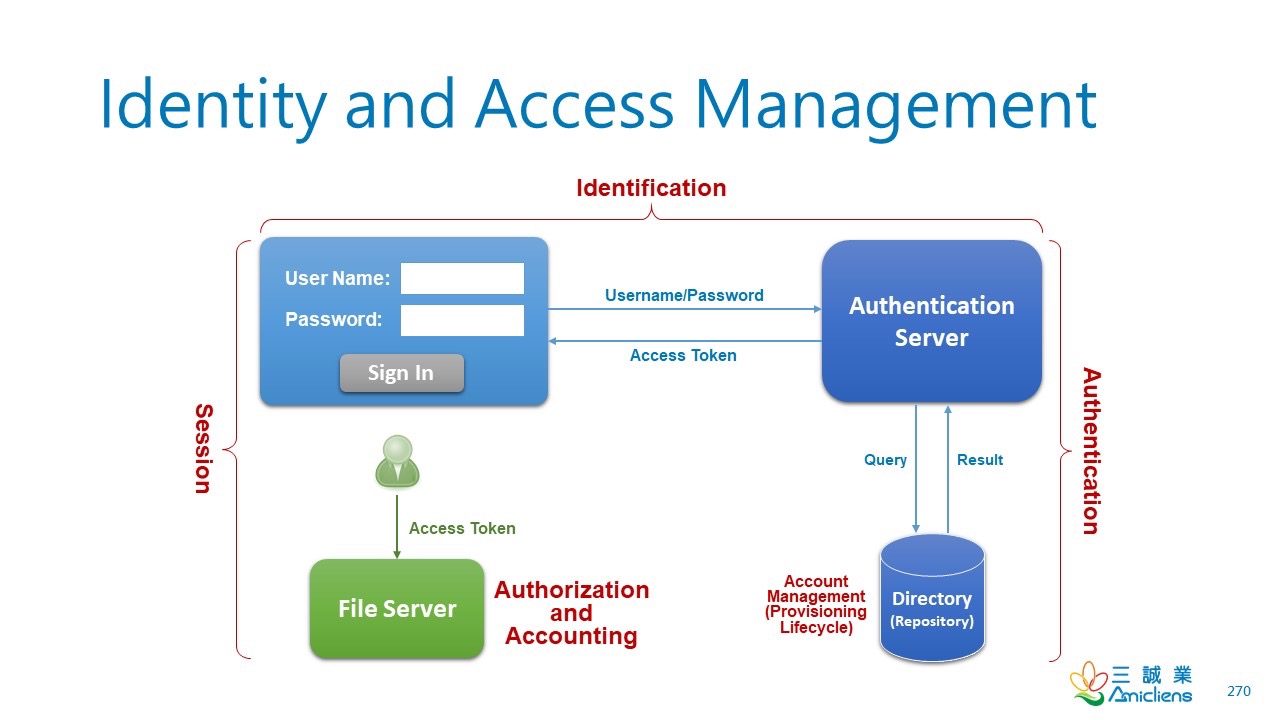 Identity and Access Management
Identification
User Name:
Password:
Sign In
Username/Password
Access Token
Authentication
Server
Session
Authentication
Query
Result
Access Token
File Server
Authorization
and
Accounting
Account
Management
(Provisioning
Lifecycle)
Directory
(Repository)
三誠業
Amicliens
270